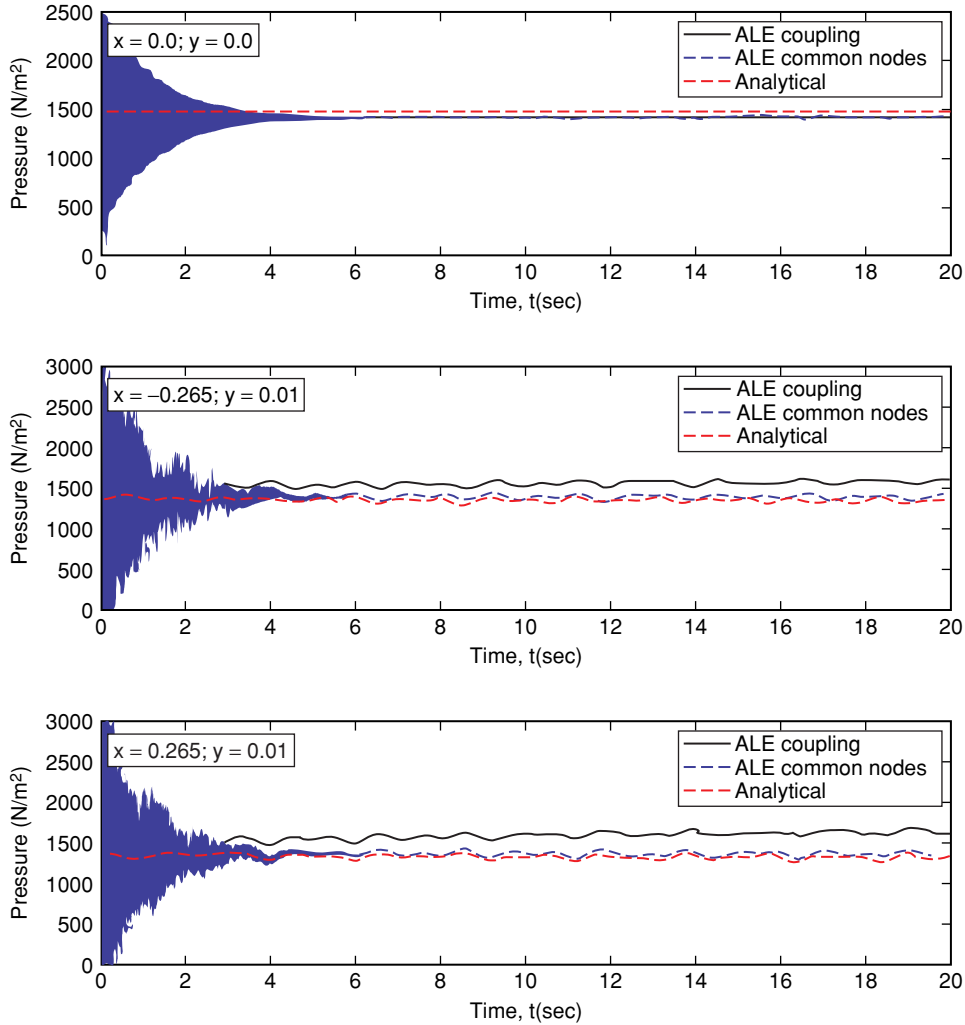 2500
2000
1500
1000
500
0
Pressure (N/m²)
x = 0.0; y = 0.0
ALE coupling
ALE common nodes
Analytical
0 2 4 6 8 10 12 14 16 18 20
Time, t(sec)
3000
2500
2000
1500
1000
500
0
Pressure (N/m²)
x = −0.265; y = 0.01
ALE coupling
ALE common nodes
Analytical
0 2 4 6 8 10 12 14 16 18 20
Time, t(sec)
3000
2500
2000
1500
1000
500
0
Pressure (N/m²)
x = 0.265; y = 0.01
ALE coupling
ALE common nodes
Analytical
0 2 4 6 8 10 12 14 16 18 20
Time, t(sec)